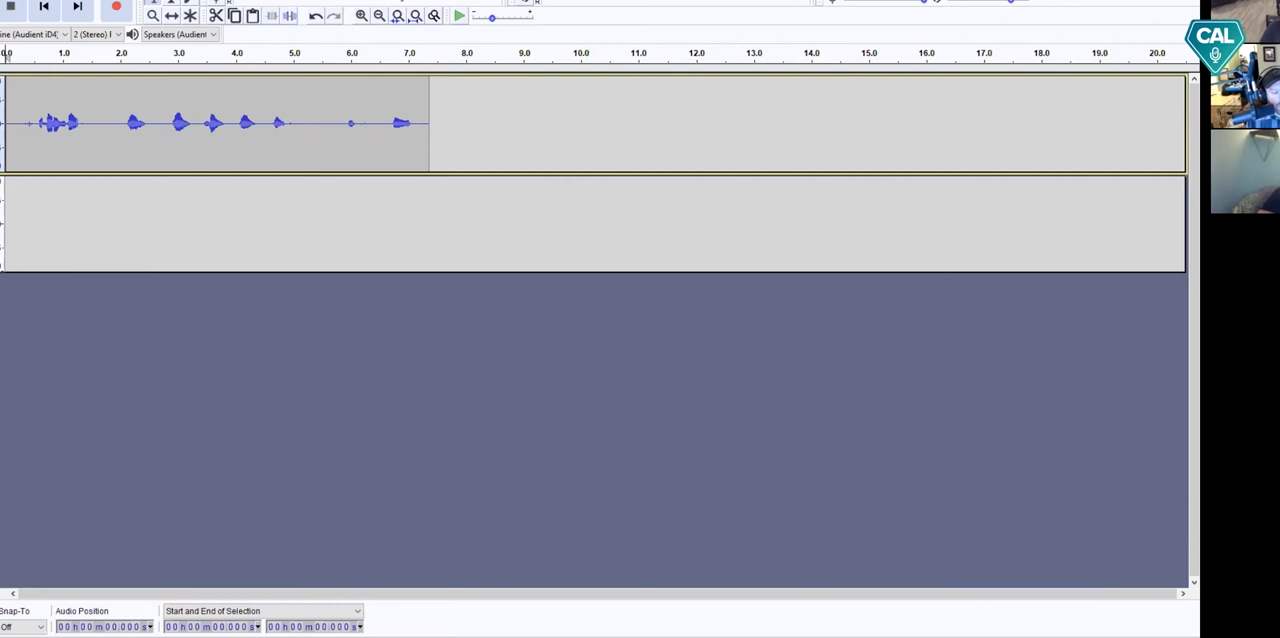 CAL
ine (Audient iD4) 2 (Stereo) I Speakers (Audient
0.0 1.0 2.0 3.0 4.0 5.0 6.0 7.0 8.0 9.0 10.0 11.0 12.0 13.0 14.0 15.0 16.0 17.0 18.0 19.0 20.0
Snap-To Audio Position Start and End of Selection
Off 00 h 00 m 00.000 s 00 h 00 m 00.000 s 00 h 00 m 00.000 s